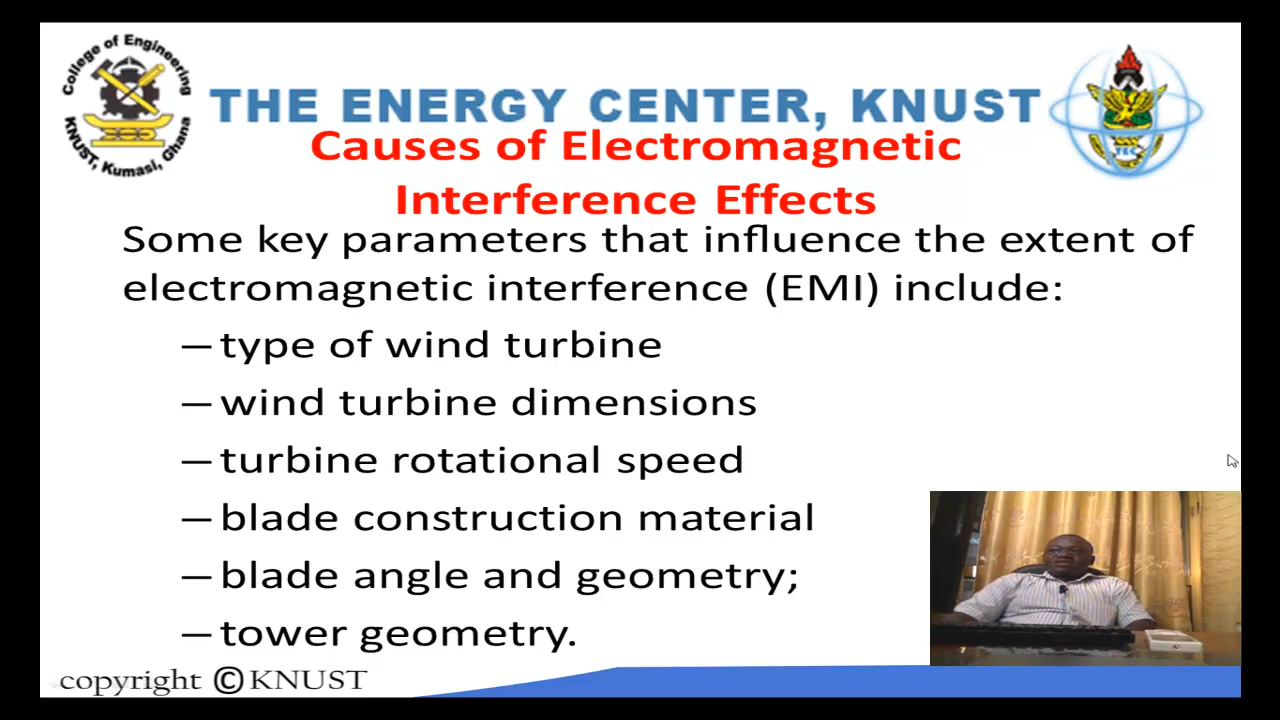 College of Engineering
KNUST, Kumasi, Ghana
THE ENERGY CENTER, KNUST
TEC
Causes of Electromagnetic
Interference Effects
Some key parameters that influence the extent of
electromagnetic interference (EMI) include:
–type of wind turbine
–wind turbine dimensions
–turbine rotational speed
–blade construction material
–blade angle and geometry;
–tower geometry.
copyright ©KNUST